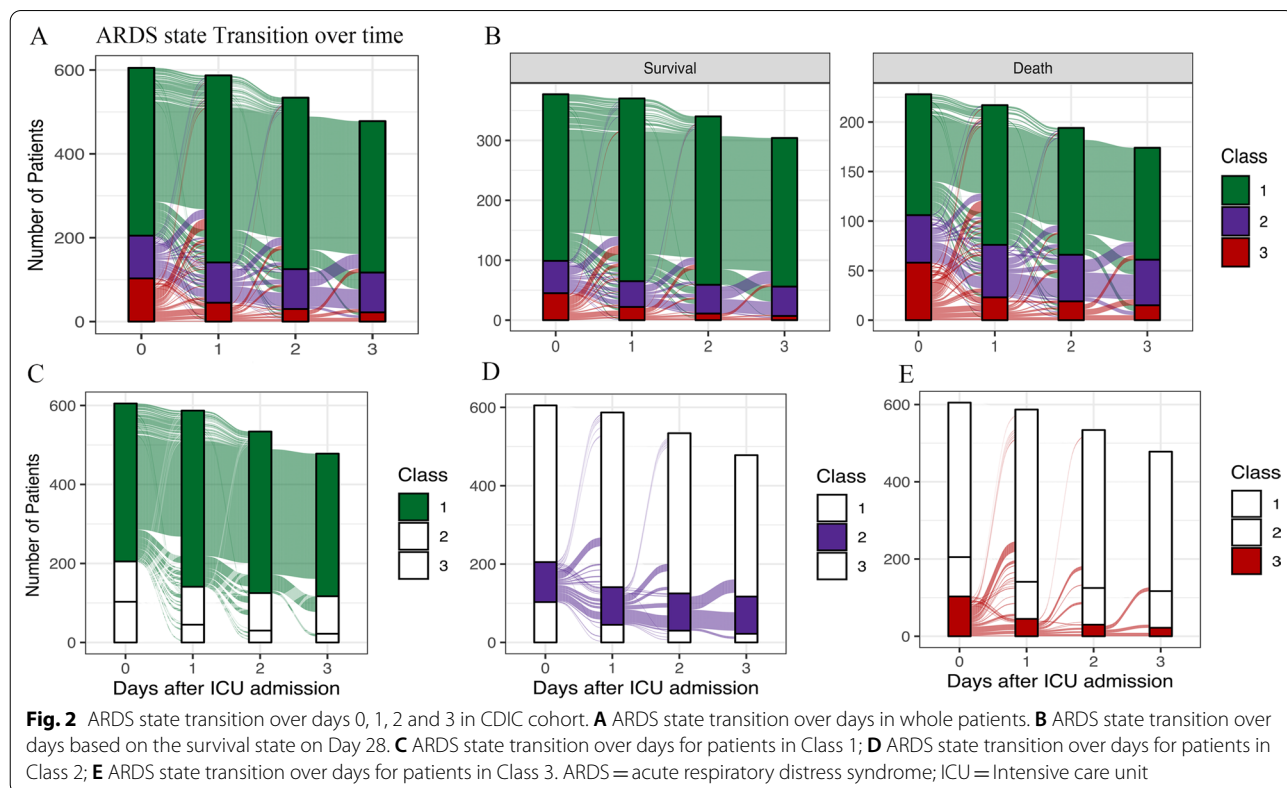 A ARDS state Transition over time
Number of Patients
600
400
200
0
0 1 2 3
B
Survival Death
300
200
100
0
0 1 2 3
200
150
100
50
0
0 1 2 3
Class
1
2
3
C
Number of Patients
600
400
200
0
0 1 2 3
Days after ICU admission
Class
1
2
3
D
600
400
200
0
0 1 2 3
Days after ICU admission
Class
1
2
3
E
600
400
200
0
0 1 2 3
Class
1
2
3
Fig. 2 ARDS state transition over days 0, 1, 2 and 3 in CDIC cohort. A ARDS state transition over days in whole patients. B ARDS state transition over
days based on the survival state on Day 28. C ARDS state transition over days for patients in Class 1; D ARDS state transition over days for patients in
Class 2; E ARDS state transition over days for patients in Class 3. ARDS = acute respiratory distress syndrome; ICU = Intensive care unit